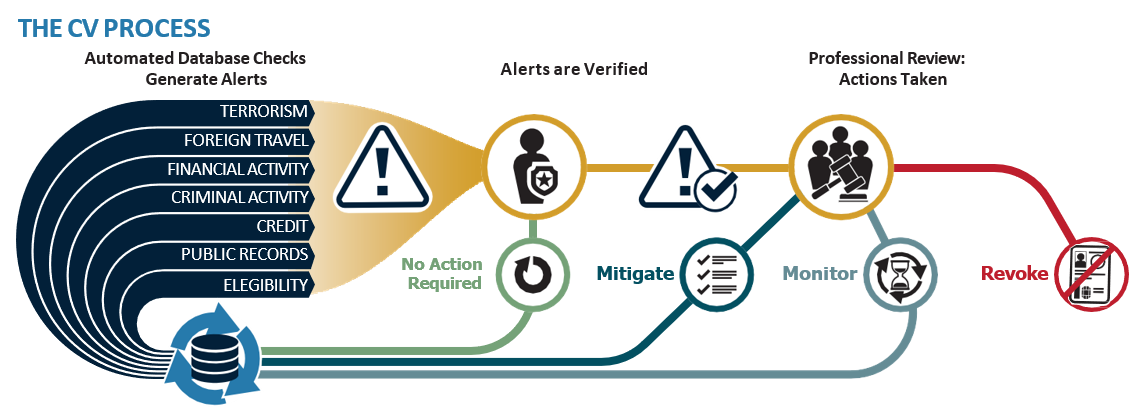 THE CV PROCESS
Automated Database Checks
Generate Alerts
Alerts are Verified
Professional Review:
Actions Taken
TERRORISM
FOREIGN TRAVEL
FINANCIAL ACTIVITY
CRIMINAL ACTIVITY
CREDIT
PUBLIC RECORDS
ELEGIBILITY
No Action
Required
Mitigate
Monitor
Revoke